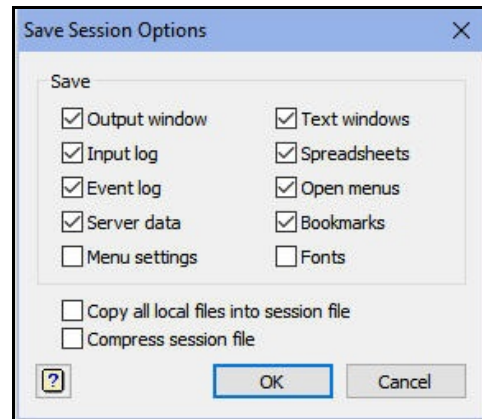 Save Session Options
Save
Output window Text windows
Input log Spreadsheets
Event log Open menus
Server data Bookmarks
Menu settings Fonts
Copy all local files into session file
Compress session file
? OK Cancel